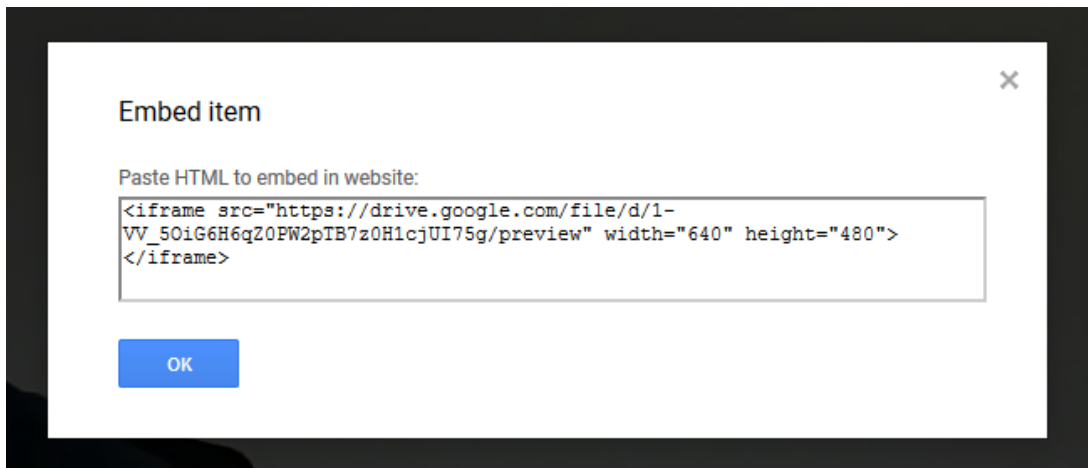 Embed item
Paste HTML to embed in website:
<iframe src="https://drive.google.com/file/d/1-
VV_5OiG6H6qZ0PW2pTB7z0H1cjUI75g/preview" width="640" height="480">
</iframe>
OK